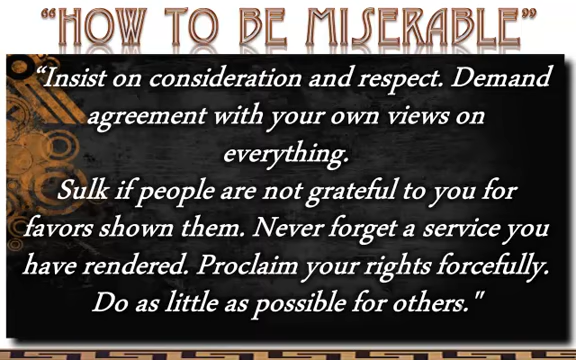 “HOW TO BE MISERABLE”
“Insist on consideration and respect. Demand
agreement with your own views on
everything.
Sulk if people are not grateful to you for
favors shown them. Never forget a service you
have rendered. Proclaim your rights forcefully.
Do as little as possible for others."